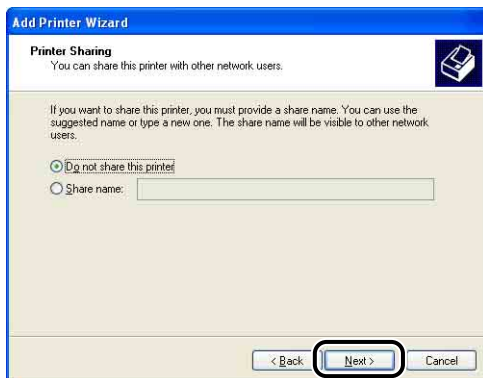 Add Printer Wizard
Printer Sharing
You can share this printer with other network users.
If you want to share this printer, you must provide a share name. You can use the
suggested name or type a new one. The share name will be visible to other network
users.
Do not share this printer
Share name:
< Back Next > Cancel